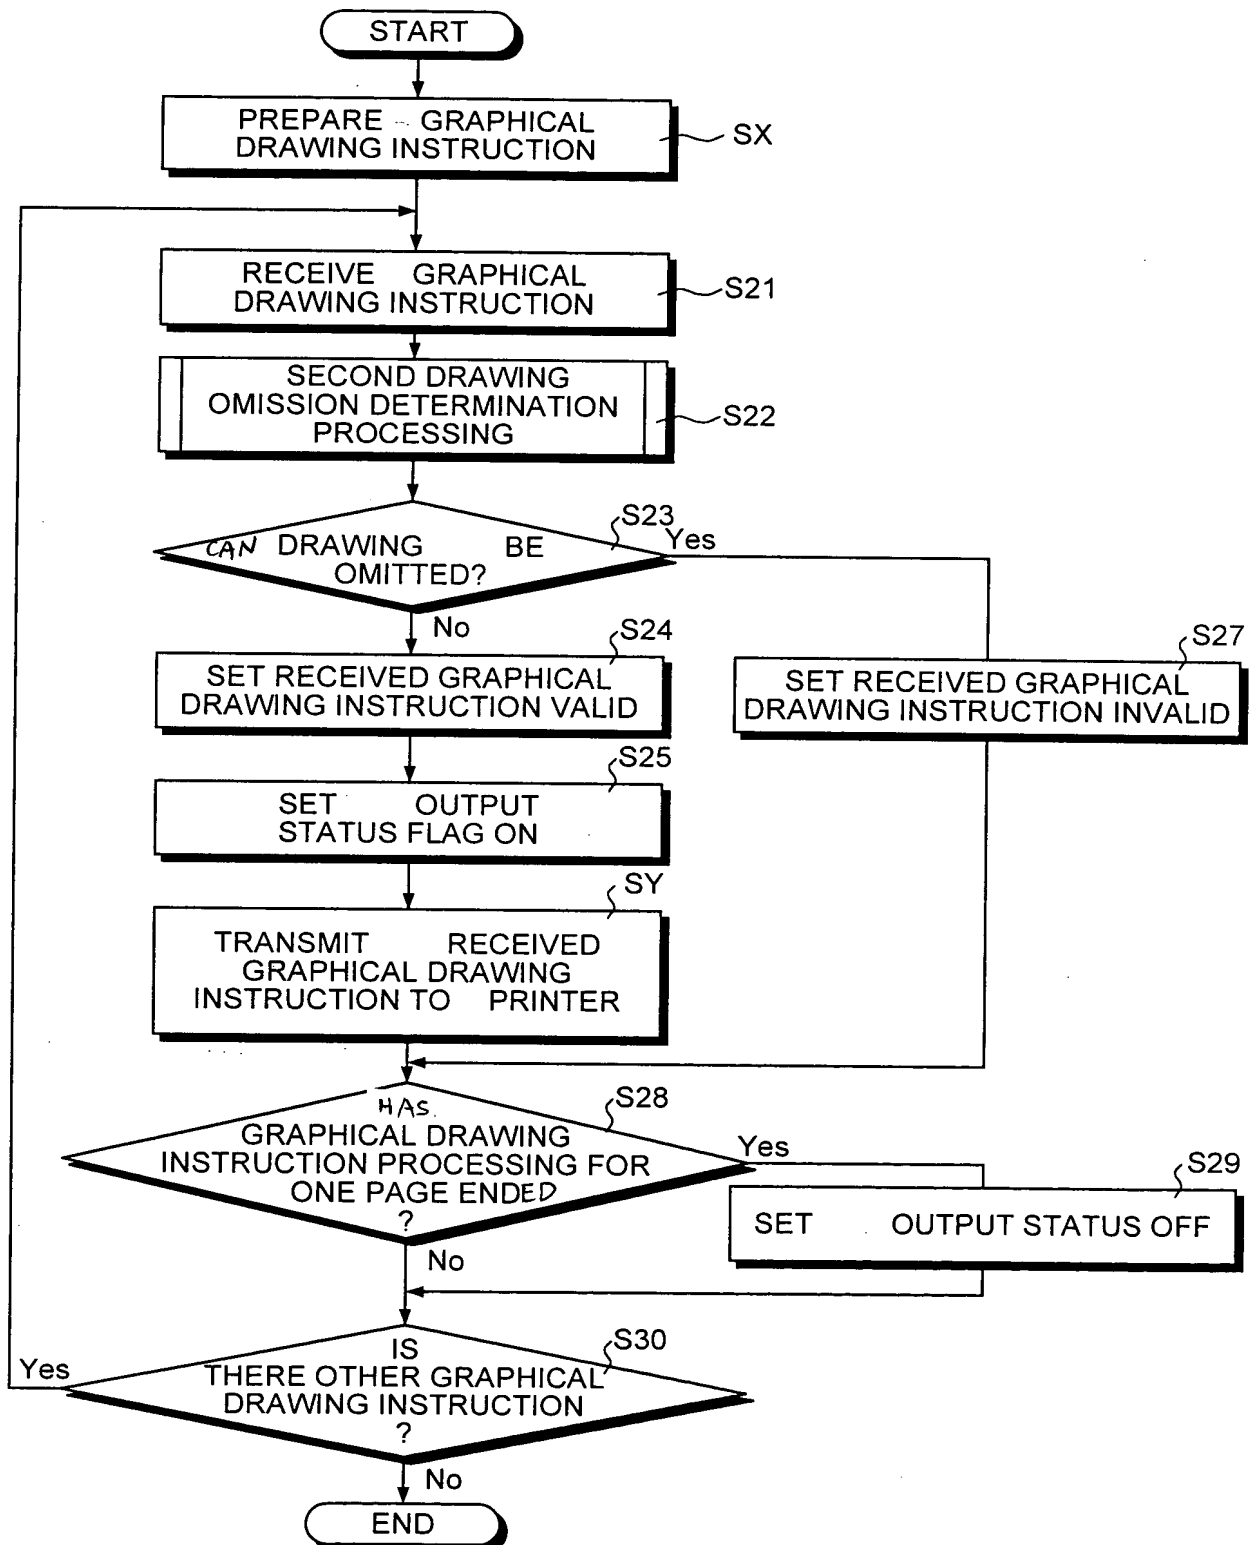 START
PREPARE GRAPHICAL
DRAWING INSTRUCTION
SX
RECEIVE GRAPHICAL
DRAWING INSTRUCTION
S21
SECOND DRAWING
OMISSION DETERMINATION
PROCESSING
S22
S23
CAN DRAWING BE
OMITTED?
Yes
No
S24
SET RECEIVED GRAPHICAL
DRAWING INSTRUCTION VALID
S27
SET RECEIVED GRAPHICAL
DRAWING INSTRUCTION INVALID
S25
SET OUTPUT
STATUS FLAG ON
SY
TRANSMIT RECEIVED
GRAPHICAL DRAWING
INSTRUCTION TO PRINTER
S28
HAS
GRAPHICAL DRAWING
INSTRUCTION PROCESSING FOR
ONE PAGE ENDED
?
Yes
No
S29
SET OUTPUT STATUS OFF
S30
IS
THERE OTHER GRAPHICAL
DRAWING INSTRUCTION
?
Yes
No
END